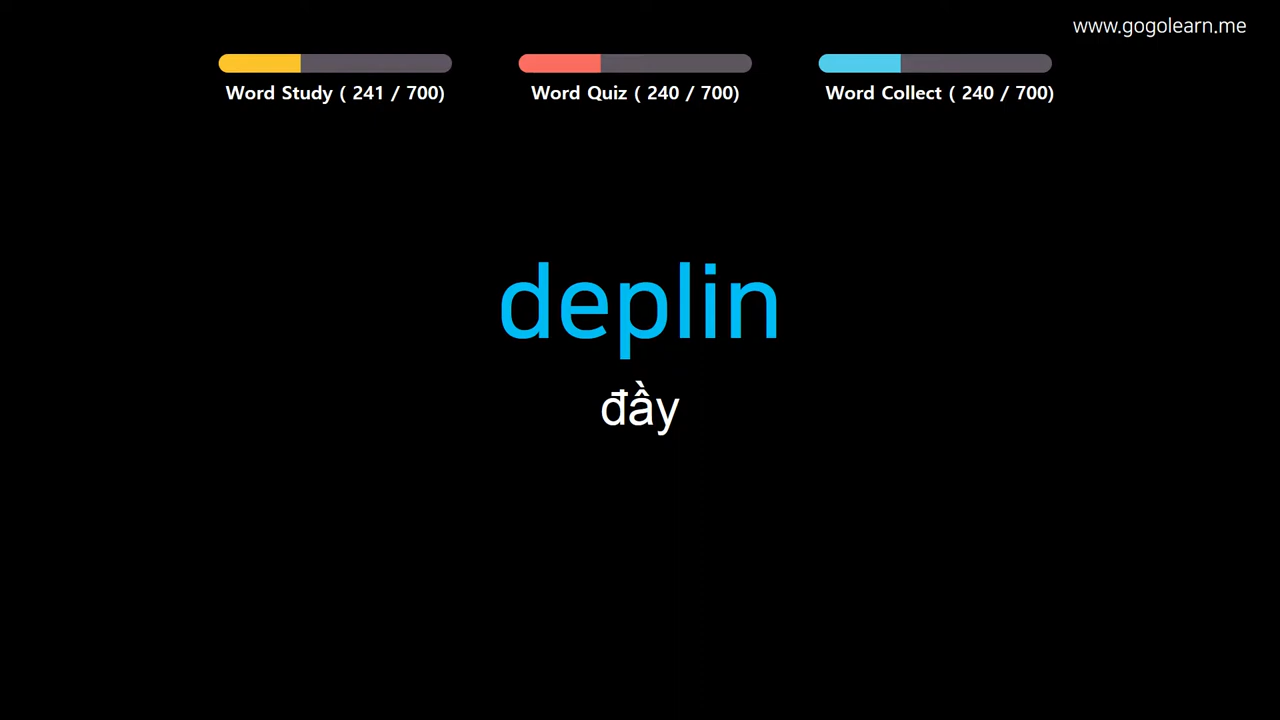 www.gogolearn.me
Word Study ( 241 / 700)
Word Quiz ( 240 / 700)
Word Collect ( 240 / 700)
deplin
đầy